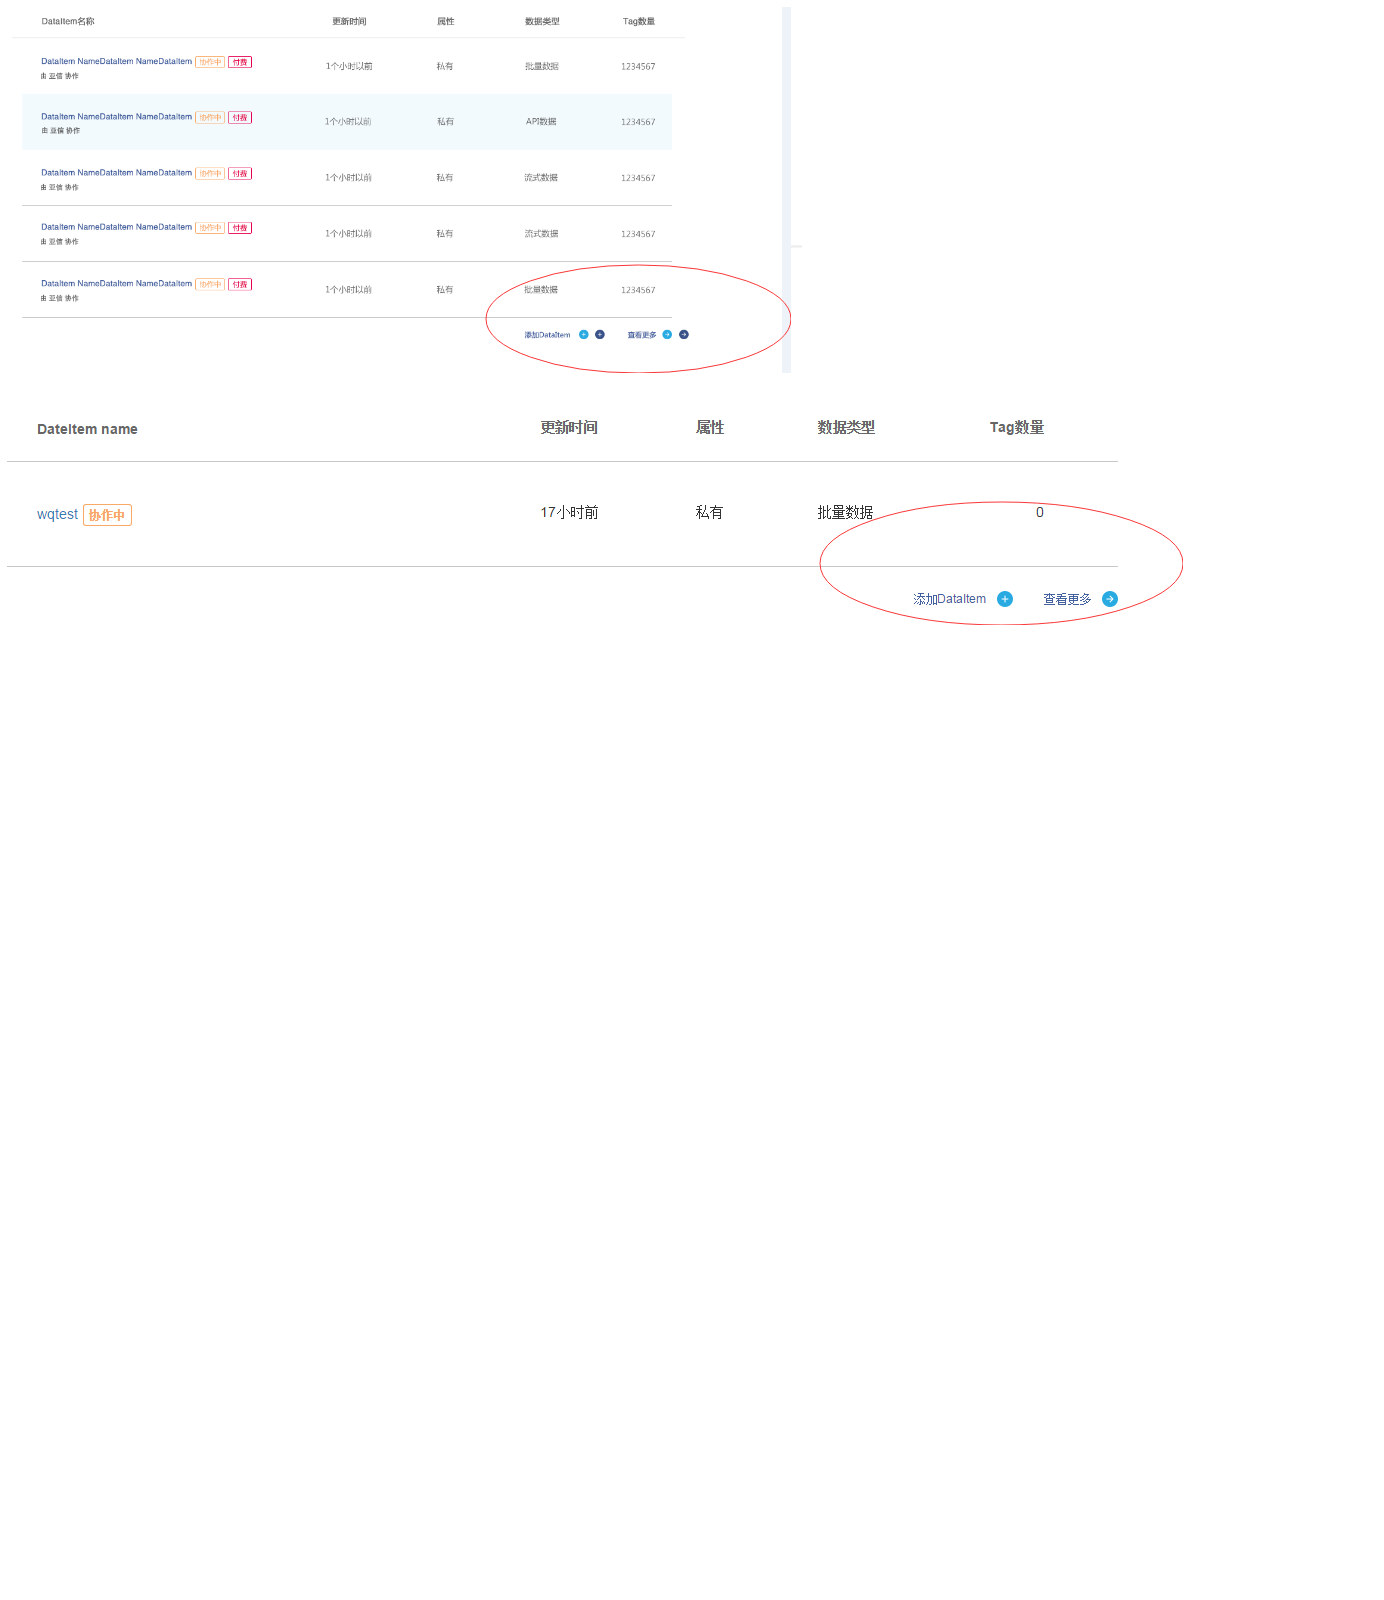 DataItem名称 更新时间 属性 数据类型 Tag数量
DataItem NameDataItem NameDataItem 协作中 付费 1个小时以前 私有 批量数据 1234567
由 亚信 协作
DataItem NameDataItem NameDataItem 协作中 付费 1个小时以前 私有 API数据 1234567
由 亚信 协作
DataItem NameDataItem NameDataItem 协作中 付费 1个小时以前 私有 流式数据 1234567
由 亚信 协作
DataItem NameDataItem NameDataItem 协作中 付费 1个小时以前 私有 流式数据 1234567
由 亚信 协作
DataItem NameDataItem NameDataItem 协作中 付费 1个小时以前 私有 批量数据 1234567
由 亚信 协作
添加DataItem 查看更多
DateItem name 更新时间 属性 数据类型 Tag数量
wqtest 协作中 17小时前 私有 批量数据 0
添加DataItem 查看更多